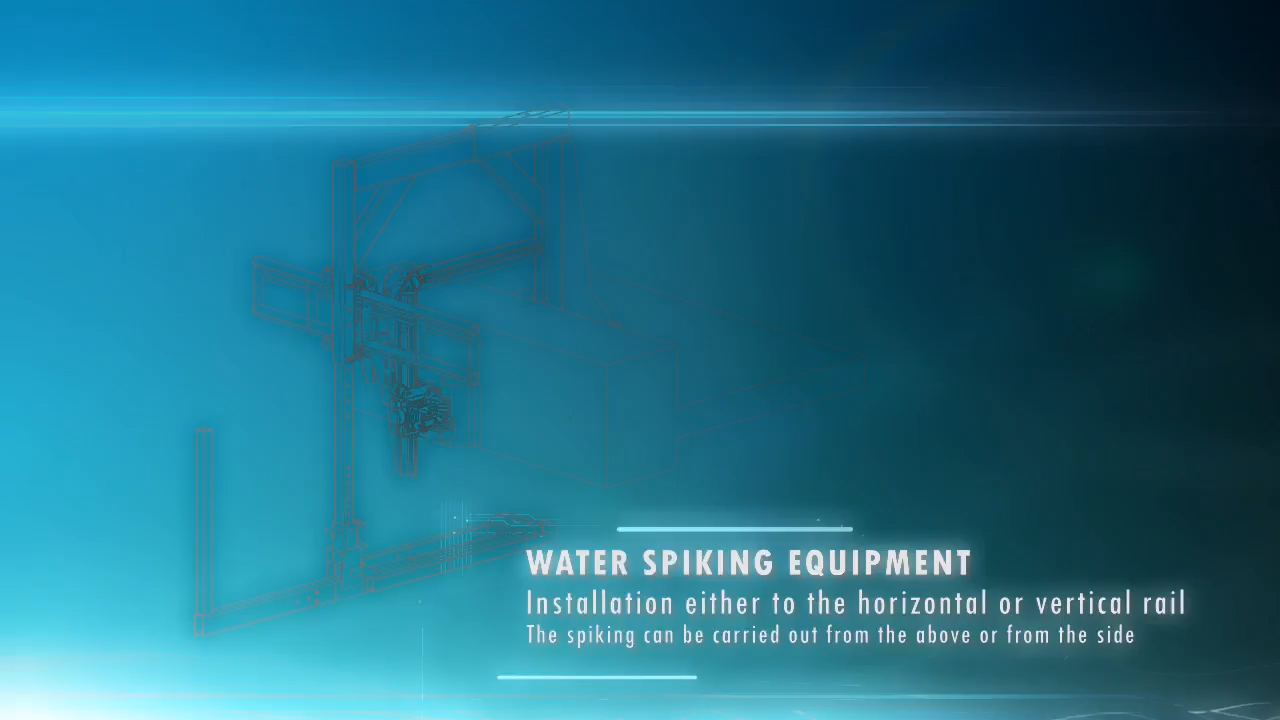 WATER SPIKING EQUIPMENT
Installation either to the horizontal or vertical rail
The spiking can be carried out from the above or from the side